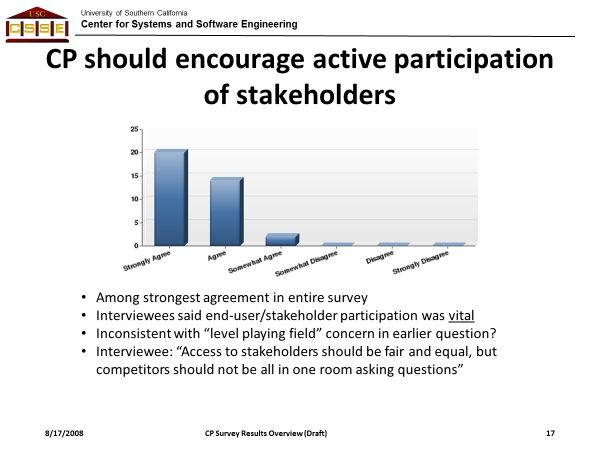 USC
CSSE
University of Southern California
Center for Systems and Software Engineering
CP should encourage active participation
of stakeholders
25
20
15
10
5
0
Strongly Agree
Agree
Somewhat Agree
Somewhat Disagree
Disagree
Strongly Disagree
• Among strongest agreement in entire survey
• Interviewees said end-user/stakeholder participation was vital
• Inconsistent with “level playing field” concern in earlier question?
• Interviewee: “Access to stakeholders should be fair and equal, but
competitors should not be all in one room asking questions”
8/17/2008
CP Survey Results Overview (Draft)
17